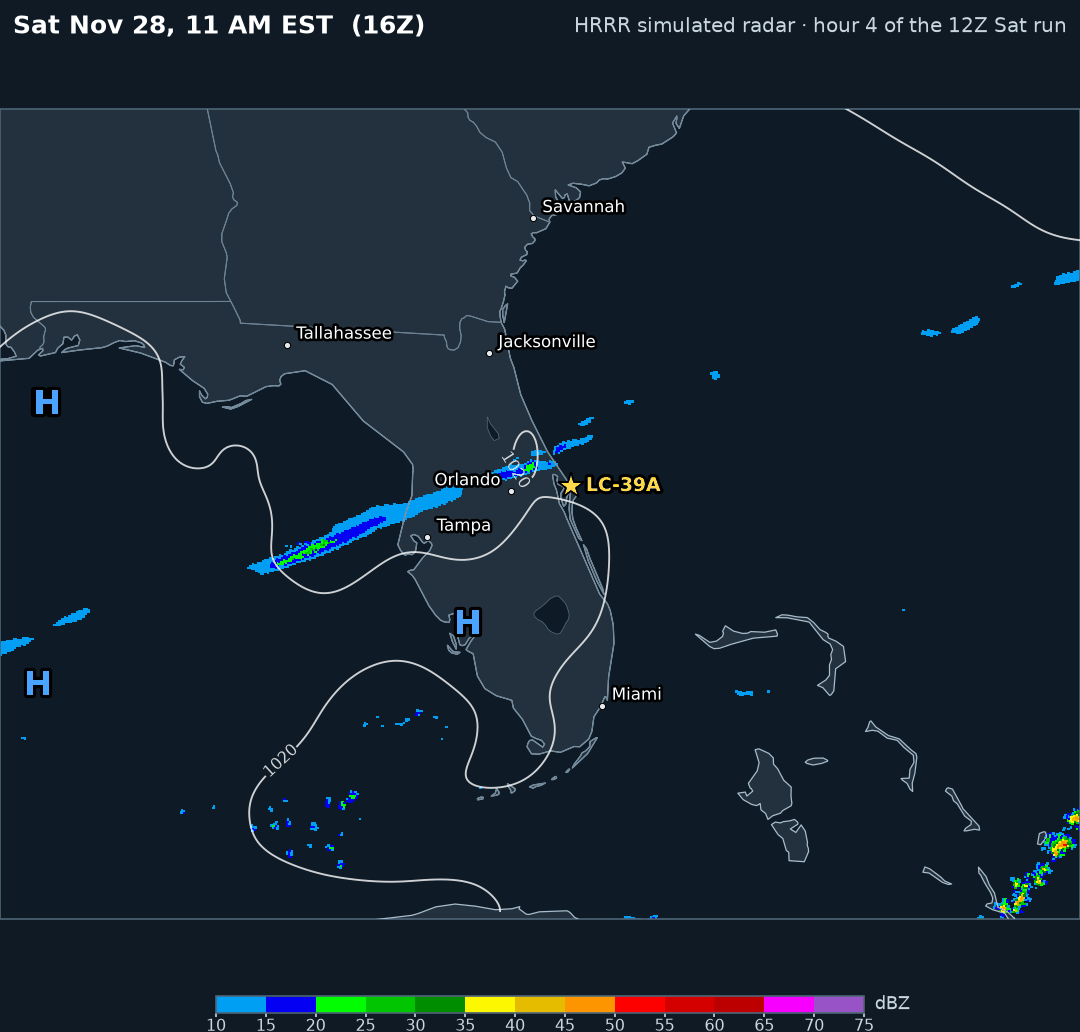 Sat Nov 28, 11 AM EST (16Z)
HRRR simulated radar · hour 4 of the 12Z Sat run
Savannah
Tallahassee
Jacksonville
H
1020
Orlando
LC-39A
Tampa
H
H
Miami
1020
dBZ
10 15 20 25 30 35 40 45 50 55 60 65 70 75